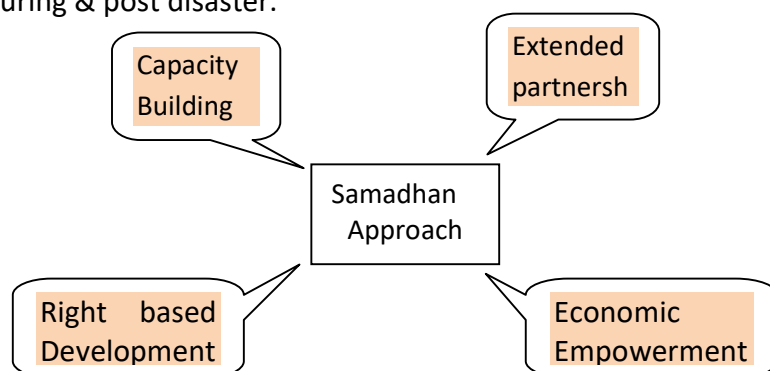 uring & post disaster.
Capacity
Building
Extended
partnersh
Samadhan
Approach
Right based
Development
Economic
Empowerment